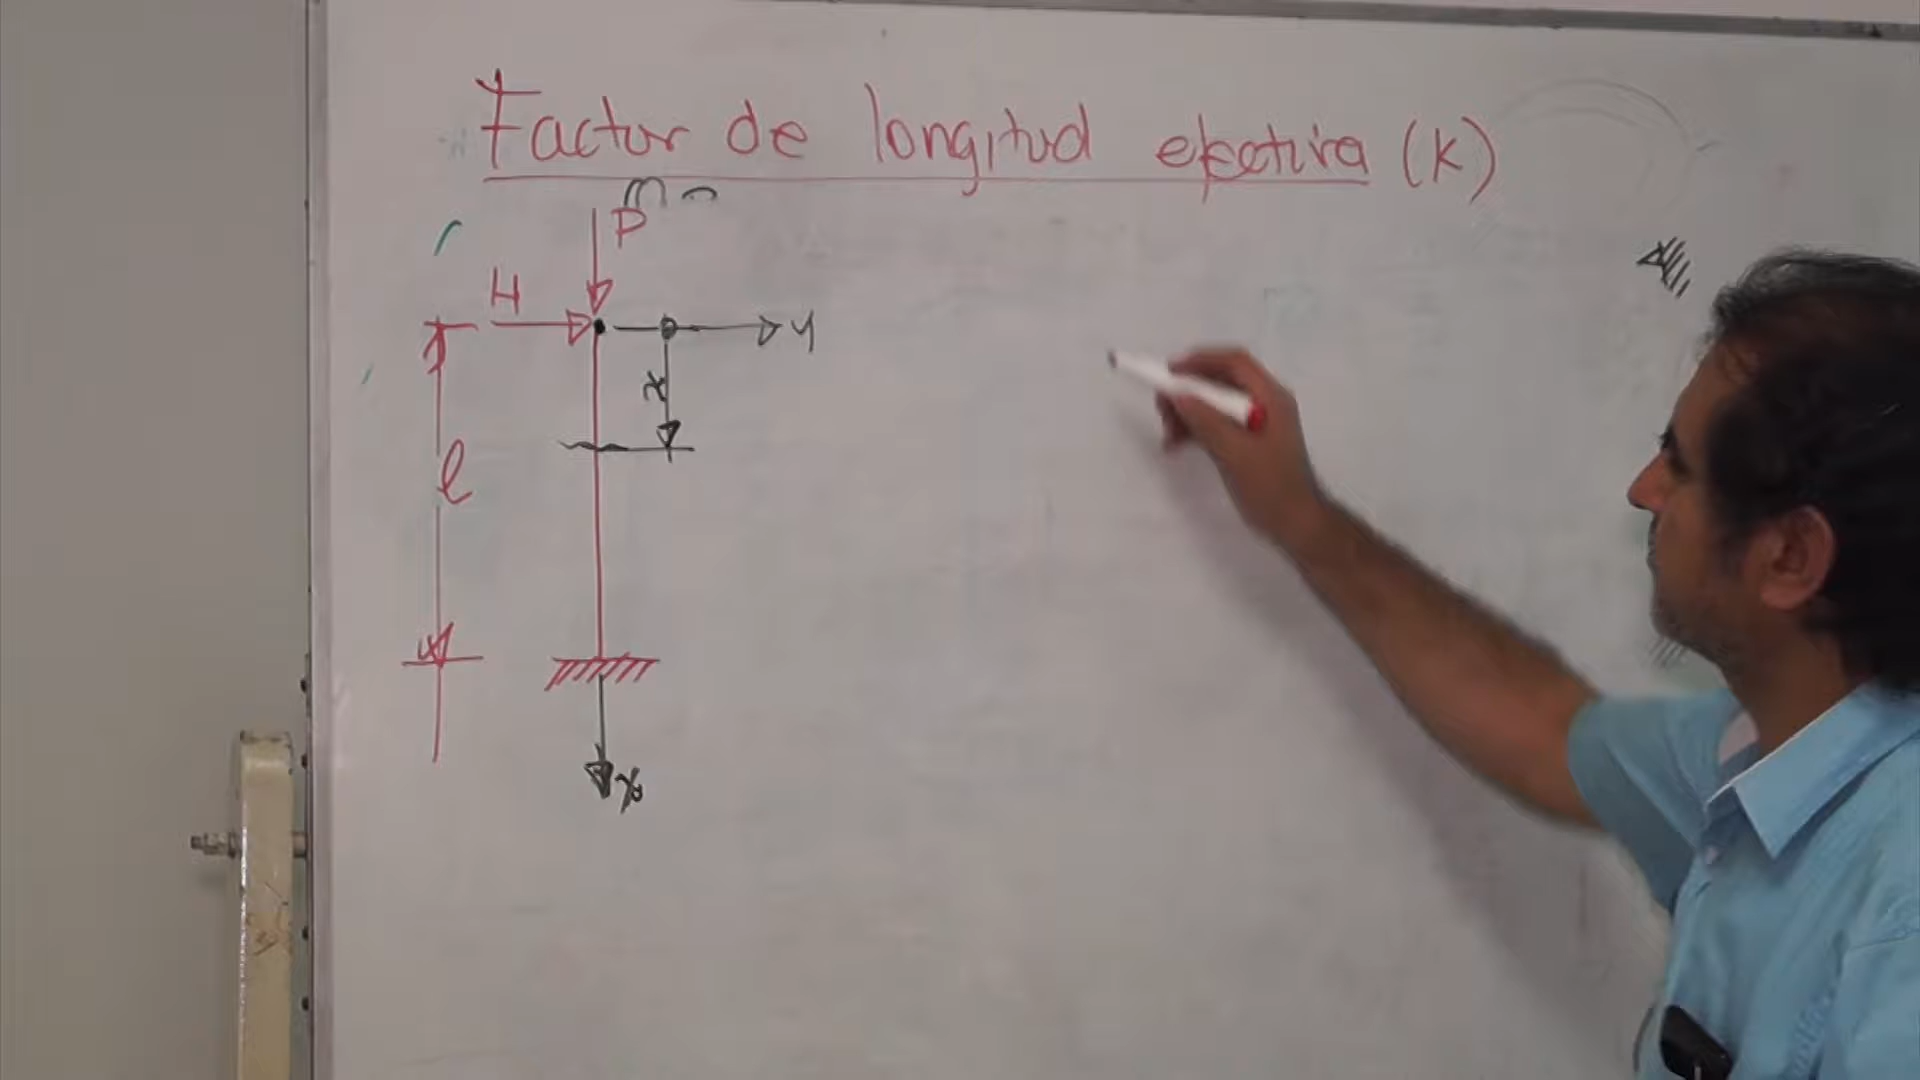 Factor de longitud efectiva (K)
P
H
y
x
l
x